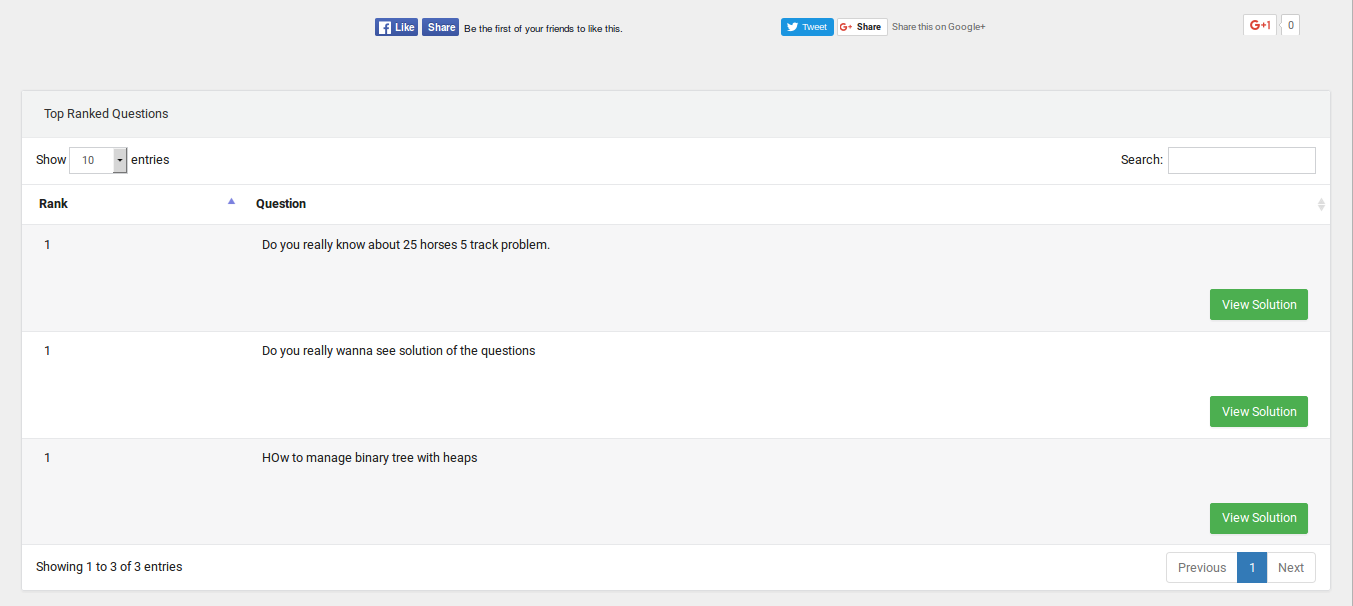 Like Share Be the first of your friends to like this. Tweet G+ Share Share this on Google+ G+1 0
Top Ranked Questions
Show 10 entries Search:
Rank Question
1 Do you really know about 25 horses 5 track problem.
View Solution
1 Do you really wanna see solution of the questions
View Solution
1 HOw to manage binary tree with heaps
View Solution
Showing 1 to 3 of 3 entries Previous 1 Next